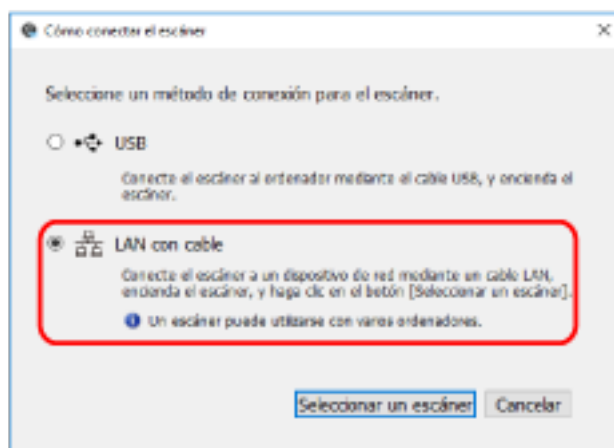 Cómo conectar el escáner
Seleccione un método de conexión para el escáner.
USB
Conecte el escáner al ordenador mediante el cable USB, y encienda el
escáner.
LAN con cable
Conecte el escáner a un dispositivo de red mediante un cable LAN,
encienda el escáner, y haga clic en el botón [Seleccionar un escáner].
Un escáner puede utilizarse con varios ordenadores.
Seleccionar un escáner Cancelar